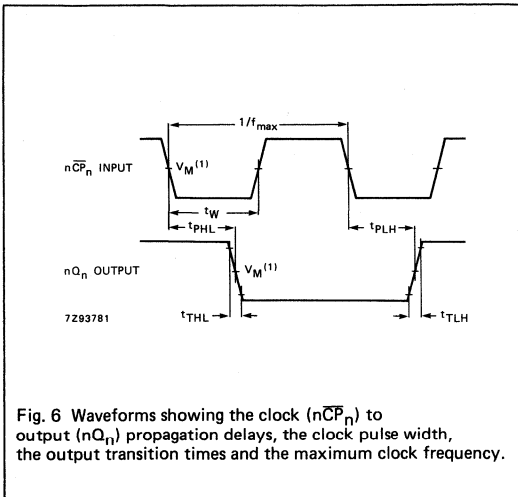 1/fmax
nC̅P̅n INPUT
VM(1)
tW
tPHL
tPLH
nQn OUTPUT
VM(1)
7Z93781
tTHL
tTLH
Fig. 6 Waveforms showing the clock (nC̅P̅n) to
output (nQn) propagation delays, the clock pulse width,
the output transition times and the maximum clock frequency.